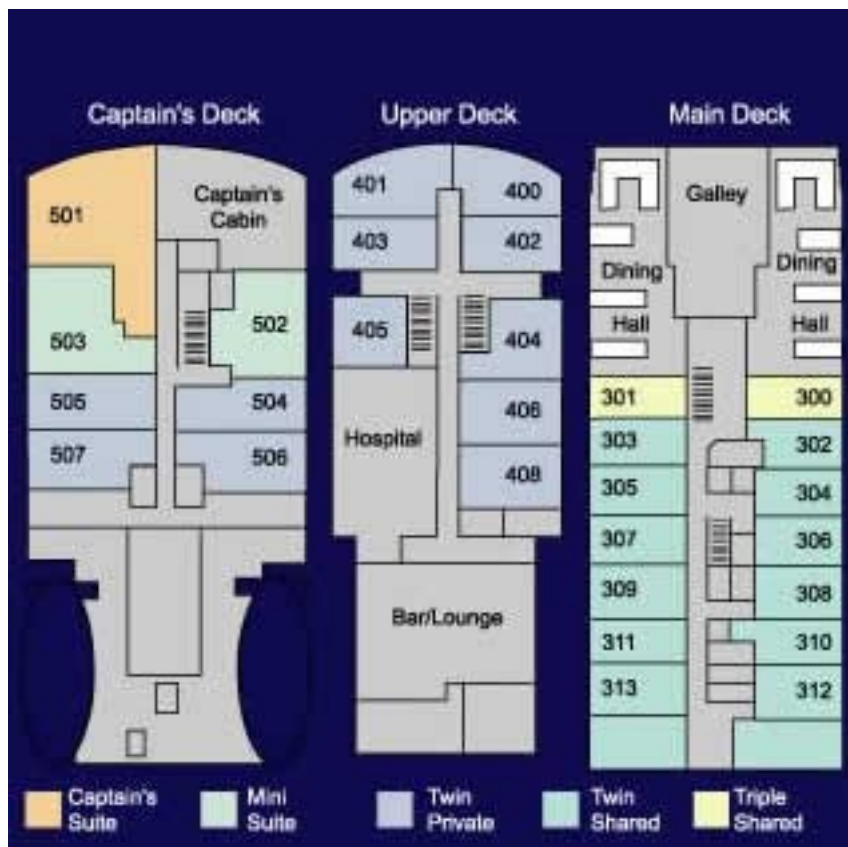 Captain's Deck
Upper Deck
Main Deck
501
Captain's
Cabin
503
502
505
504
507
506
401
400
403
402
405
404
Hospital
406
408
Bar/Lounge
Galley
Dining
Hall
Dining
Hall
301
300
303
302
305
304
307
306
309
308
311
310
313
312
Captain's
Suite
Mini
Suite
Twin
Private
Twin
Shared
Triple
Shared